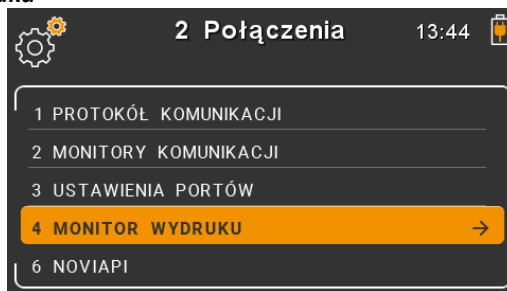 2 Połączenia 13:44
1 PROTOKÓŁ KOMUNIKACJI
2 MONITORY KOMUNIKACJI
3 USTAWIENIA PORTÓW
4 MONITOR WYDRUKU →
6 NOVIAPI